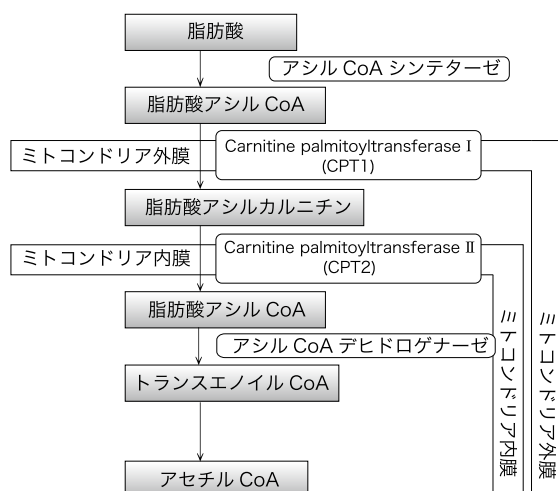 脂肪酸
アシル CoA シンテターゼ
脂肪酸アシル CoA
ミトコンドリア外膜
Carnitine palmitoyltransferase Ⅰ
(CPT1)
脂肪酸アシルカルニチン
ミトコンドリア内膜
Carnitine palmitoyltransferase Ⅱ
(CPT2)
脂肪酸アシル CoA
アシル CoA デヒドロゲナーゼ
トランスエノイル CoA
アセチル CoA
ミトコンドリア内膜
ミトコンドリア外膜